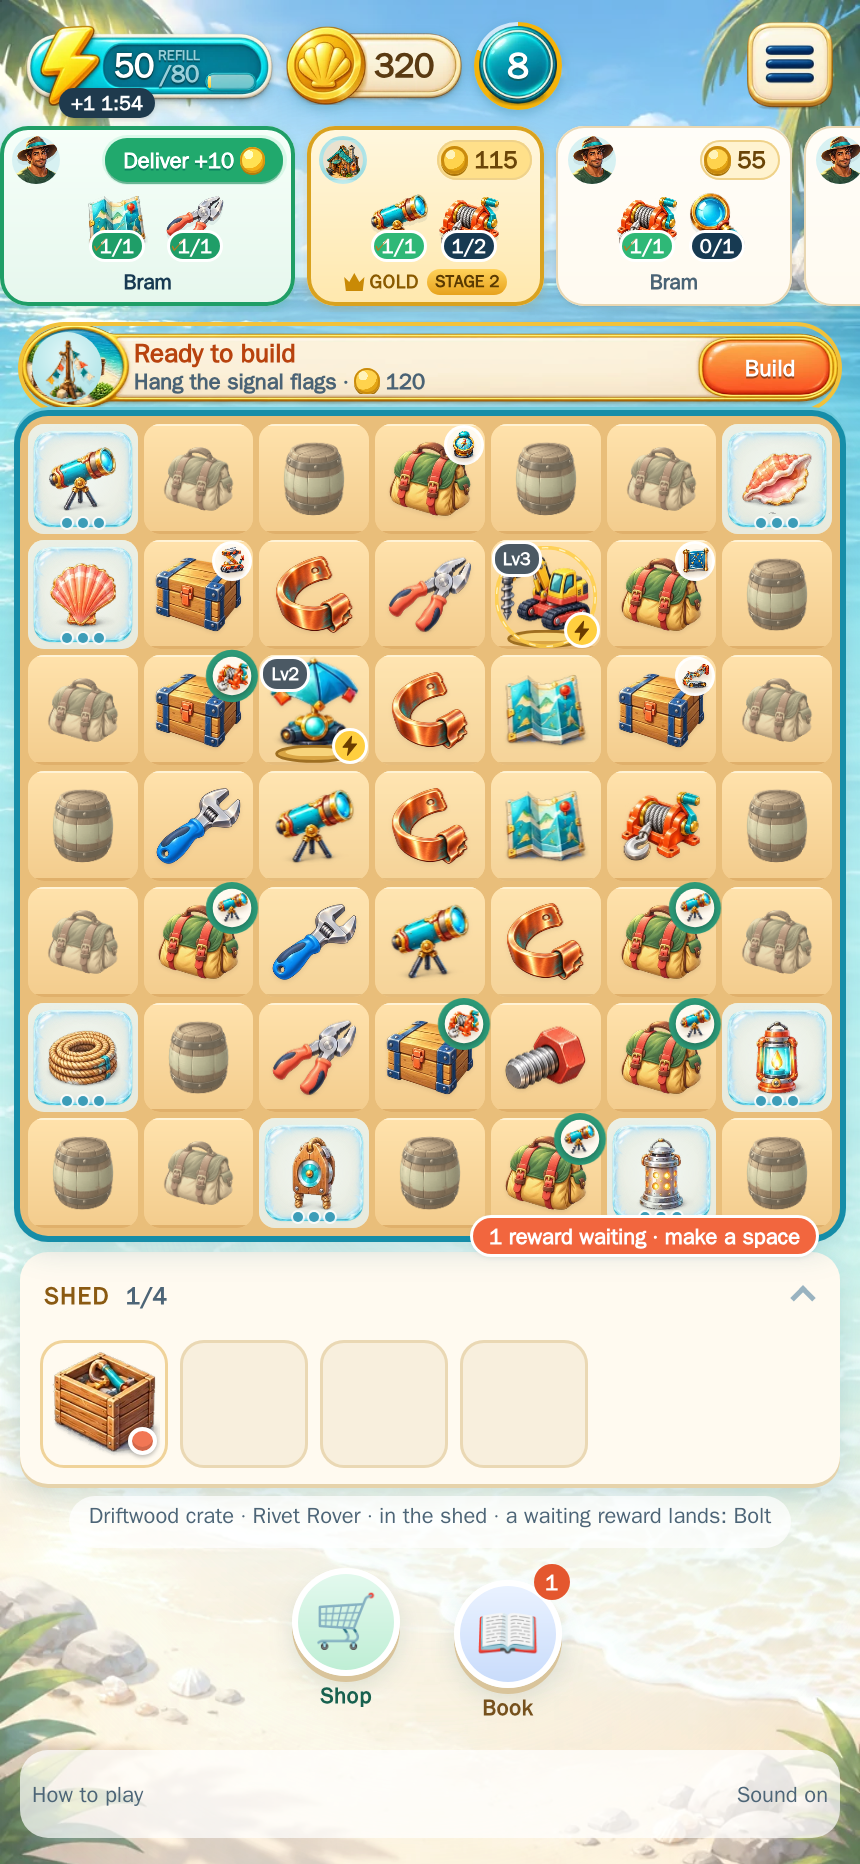 50 REFILL /80
+1 1:54
320
8
Deliver +10
1/1 1/1
Bram
115
1/1 1/2
GOLD STAGE 2
55
1/1 0/1
Bram
Ready to build
Hang the signal flags · 120
Build
Lv3
Lv2
1 reward waiting · make a space
SHED 1/4
Driftwood crate · Rivet Rover · in the shed · a waiting reward lands: Bolt
1
Shop
Book
How to play
Sound on